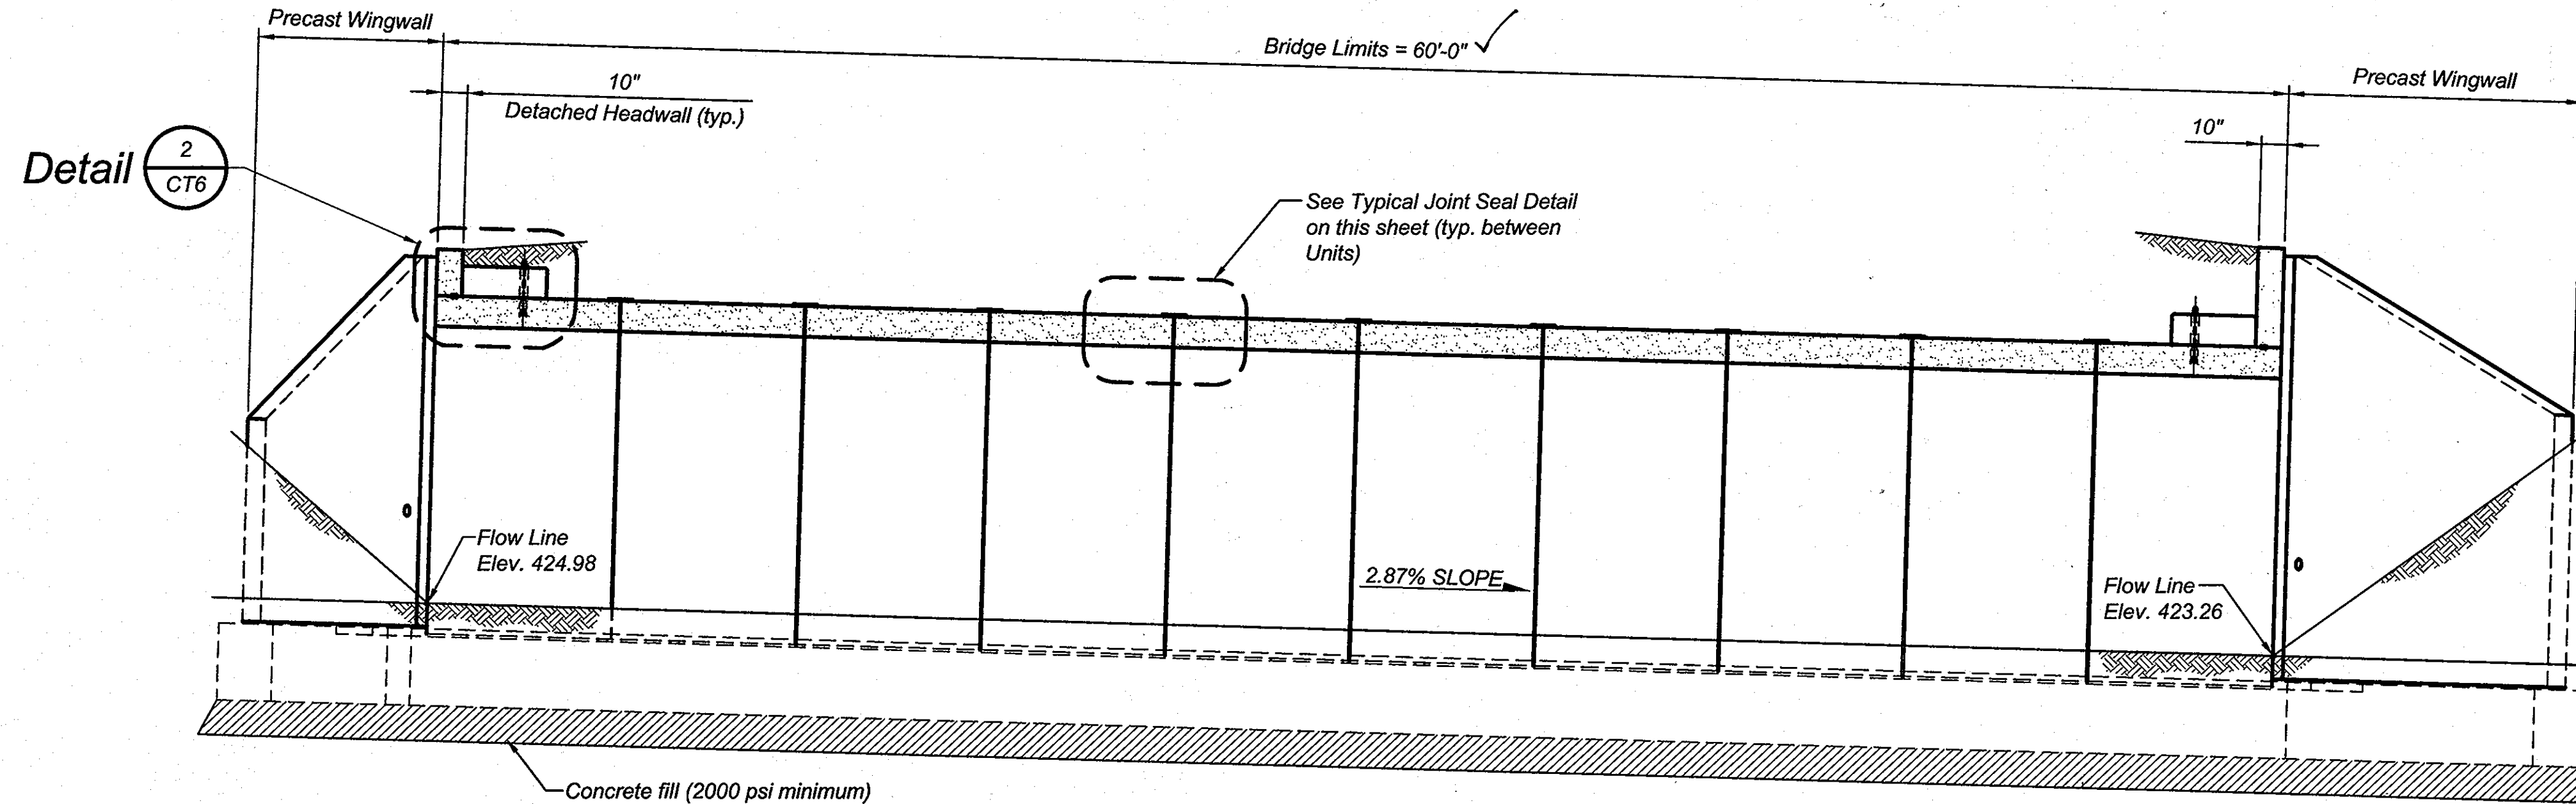 Precast Wingwall
Bridge Limits = 60'-0"
Precast Wingwall
10"
Detached Headwall (typ.)
10"
Detail
2
CT6
See Typical Joint Seal Detail
on this sheet (typ. between
Units)
Flow Line
Elev. 424.98
2.87% SLOPE
Flow Line
Elev. 423.26
Concrete fill (2000 psi minimum)